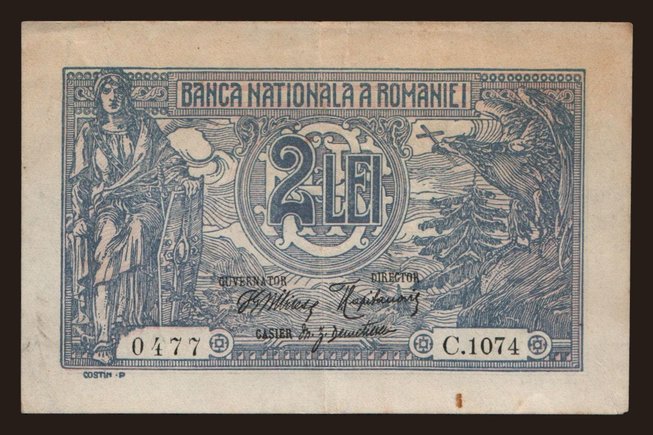 BANCA NATIONALA A ROMANIEI
2 LEI
GUVERNATOR DIRECTOR
CASIER
0477 C.1074
COSTIN·P